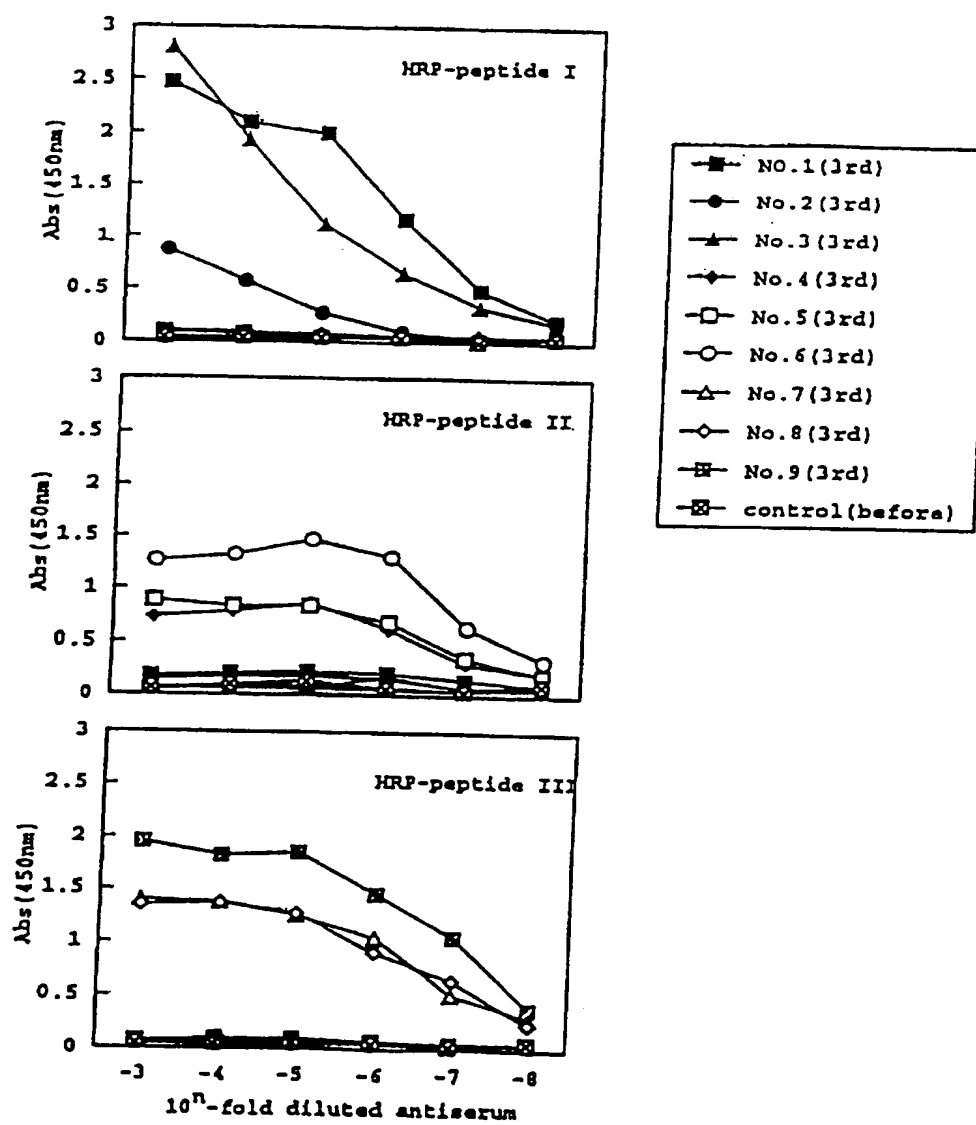 3
2.5
2
1.5
1
0.5
0
Abs(450nm)
HRP-peptide I
3
2.5
2
1.5
1
0.5
0
Abs(450nm)
HRP-peptide II
3
2.5
2
1.5
1
0.5
0
Abs(450nm)
HRP-peptide III
-3 -4 -5 -6 -7 -8
10ⁿ-fold diluted antiserum
NO.1(3rd)
No.2(3rd)
No.3(3rd)
No.4(3rd)
No.5(3rd)
No.6(3rd)
No.7(3rd)
No.8(3rd)
No.9(3rd)
control(before)